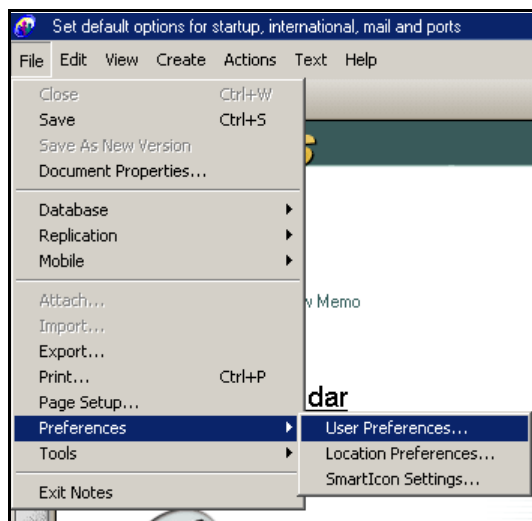 Set default options for startup, international, mail and ports
File Edit View Create Actions Text Help
Close Ctrl+W
Save Ctrl+S
Save As New Version
Document Properties...
Database
Replication
Mobile
Attach...
Memo
Import...
Export...
Print... Ctrl+P
Page Setup...
dar
Preferences
User Preferences...
Tools
Location Preferences...
SmartIcon Settings...
Exit Notes